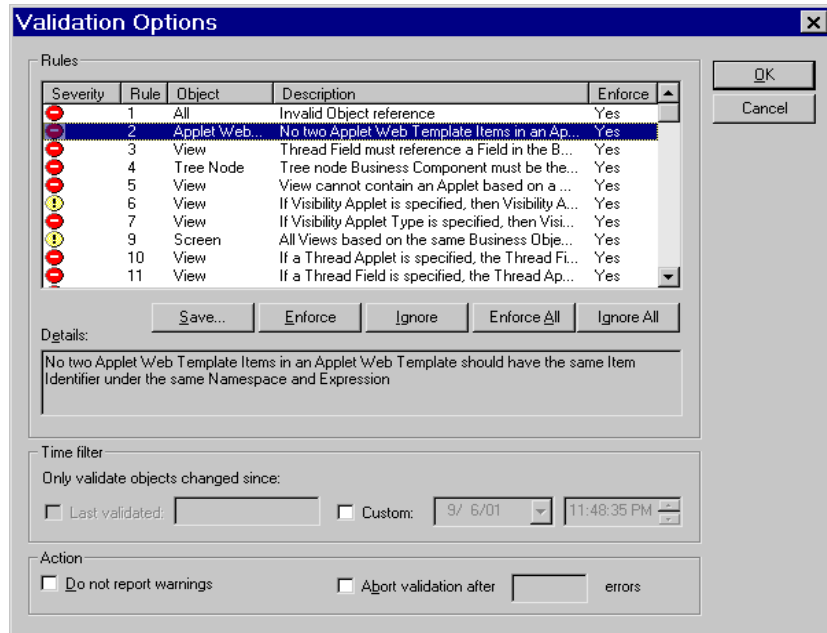 Validation Options
Rules
OK
Cancel
Severity Rule Object Description Enforce
1 All Invalid Object reference Yes
2 Applet Web... No two Applet Web Template Items in an Ap... Yes
3 View Thread Field must reference a Field in the B... Yes
4 Tree Node Tree node Business Component must be the... Yes
5 View View cannot contain an Applet based on a ... Yes
6 View If Visibility Applet is specified, then Visibility A... Yes
7 View If Visibility Applet Type is specified, then Visi... Yes
9 Screen All Views based on the same Business Obje... Yes
10 View If a Thread Applet is specified, the Thread Fi... Yes
11 View If a Thread Field is specified, the Thread Ap... Yes
Save... Enforce Ignore Enforce All Ignore All
Details:
No two Applet Web Template Items in an Applet Web Template should have the same Item
Identifier under the same Namespace and Expression
Time filter
Only validate objects changed since:
Last validated: Custom: 9/ 6/01 11:48:35 PM
Action
Do not report warnings Abort validation after errors